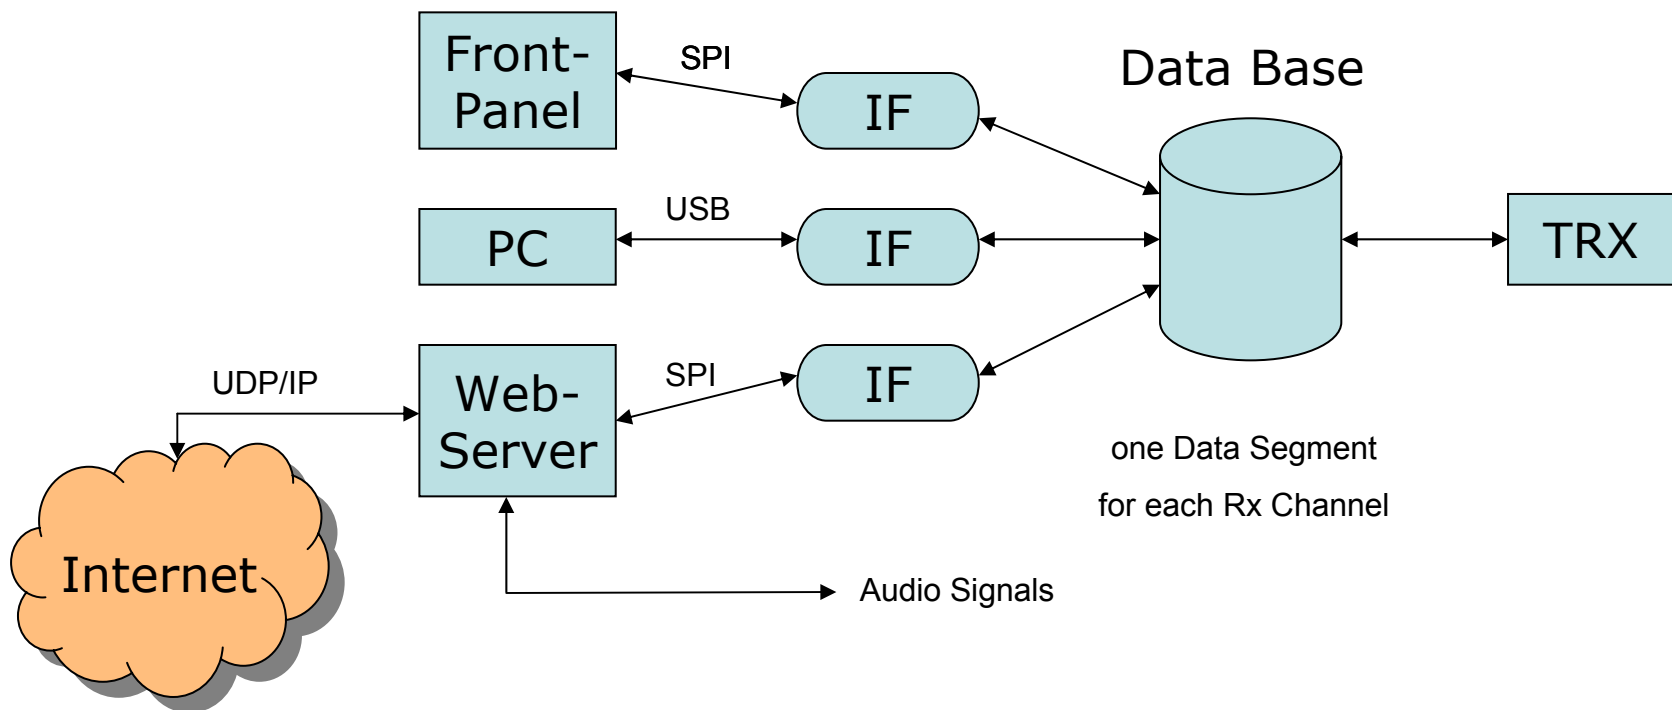 Front-
Panel
SPI
IF
Data Base
PC
USB
IF
TRX
UDP/IP
Web-
Server
SPI
IF
one Data Segment
for each Rx Channel
Internet
Audio Signals